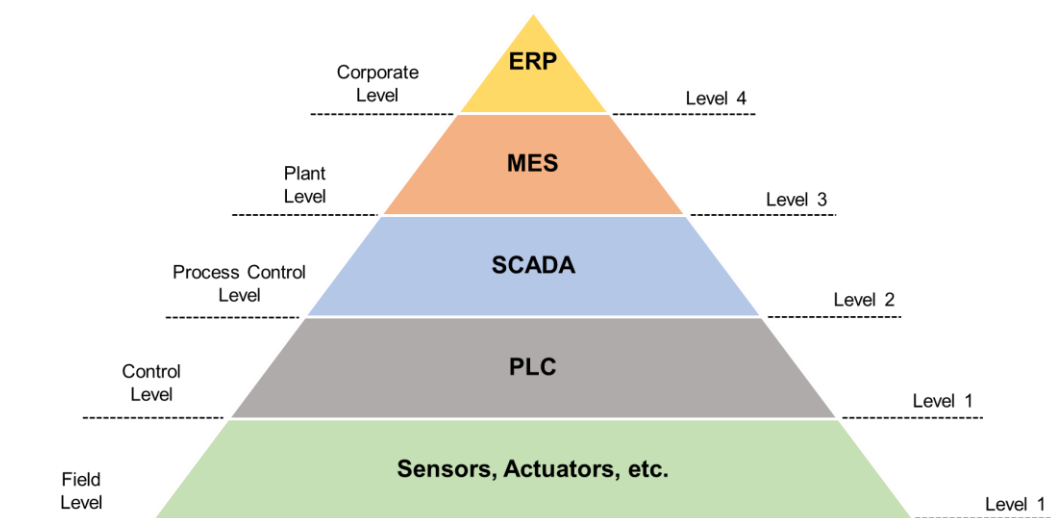 ERP
Corporate
Level
Level 4
MES
Plant
Level
Level 3
SCADA
Process Control
Level
Level 2
PLC
Control
Level
Level 1
Sensors, Actuators, etc.
Field
Level
Level 1